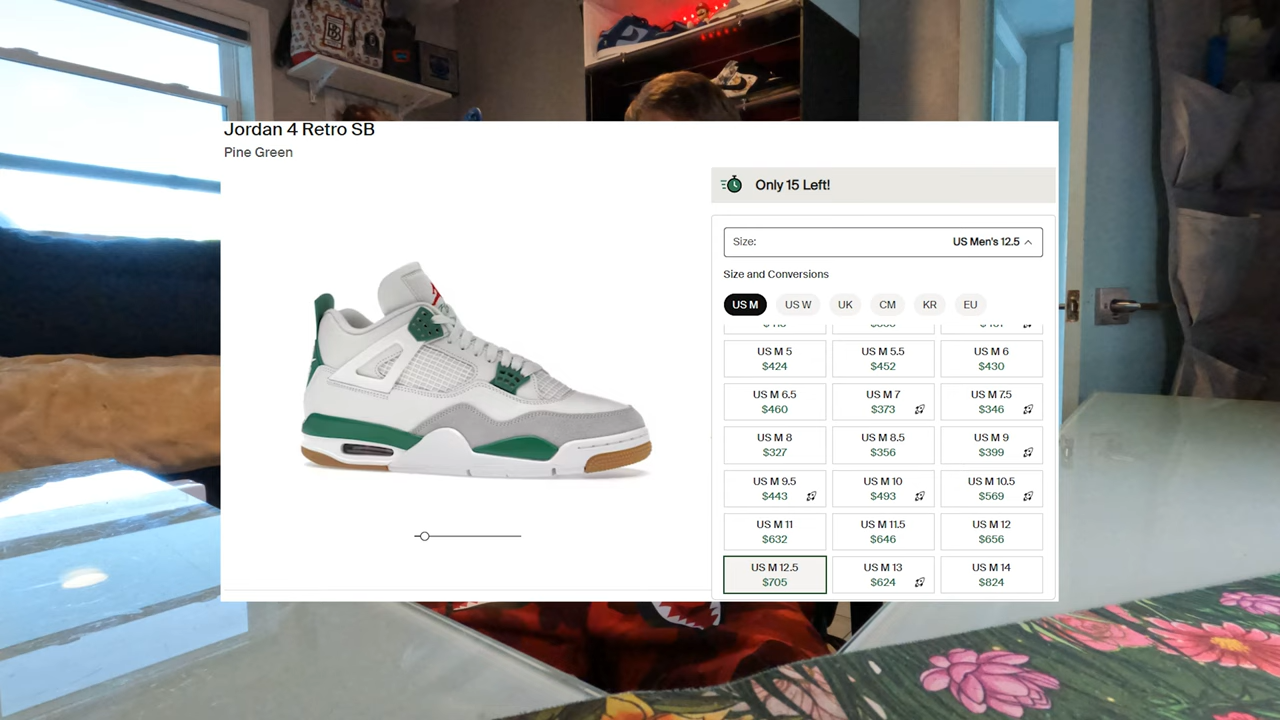 Jordan 4 Retro SB
Pine Green
Only 15 Left!
Size: US Men's 12.5
Size and Conversions
US M US W UK CM KR EU
US M 5 US M 5.5 US M 6
$424 $452 $430
US M 6.5 US M 7 US M 7.5
$460 $373 $346
US M 8 US M 8.5 US M 9
$327 $356 $399
US M 9.5 US M 10 US M 10.5
$443 $493 $569
US M 11 US M 11.5 US M 12
$632 $646 $656
US M 12.5 US M 13 US M 14
$705 $624 $824